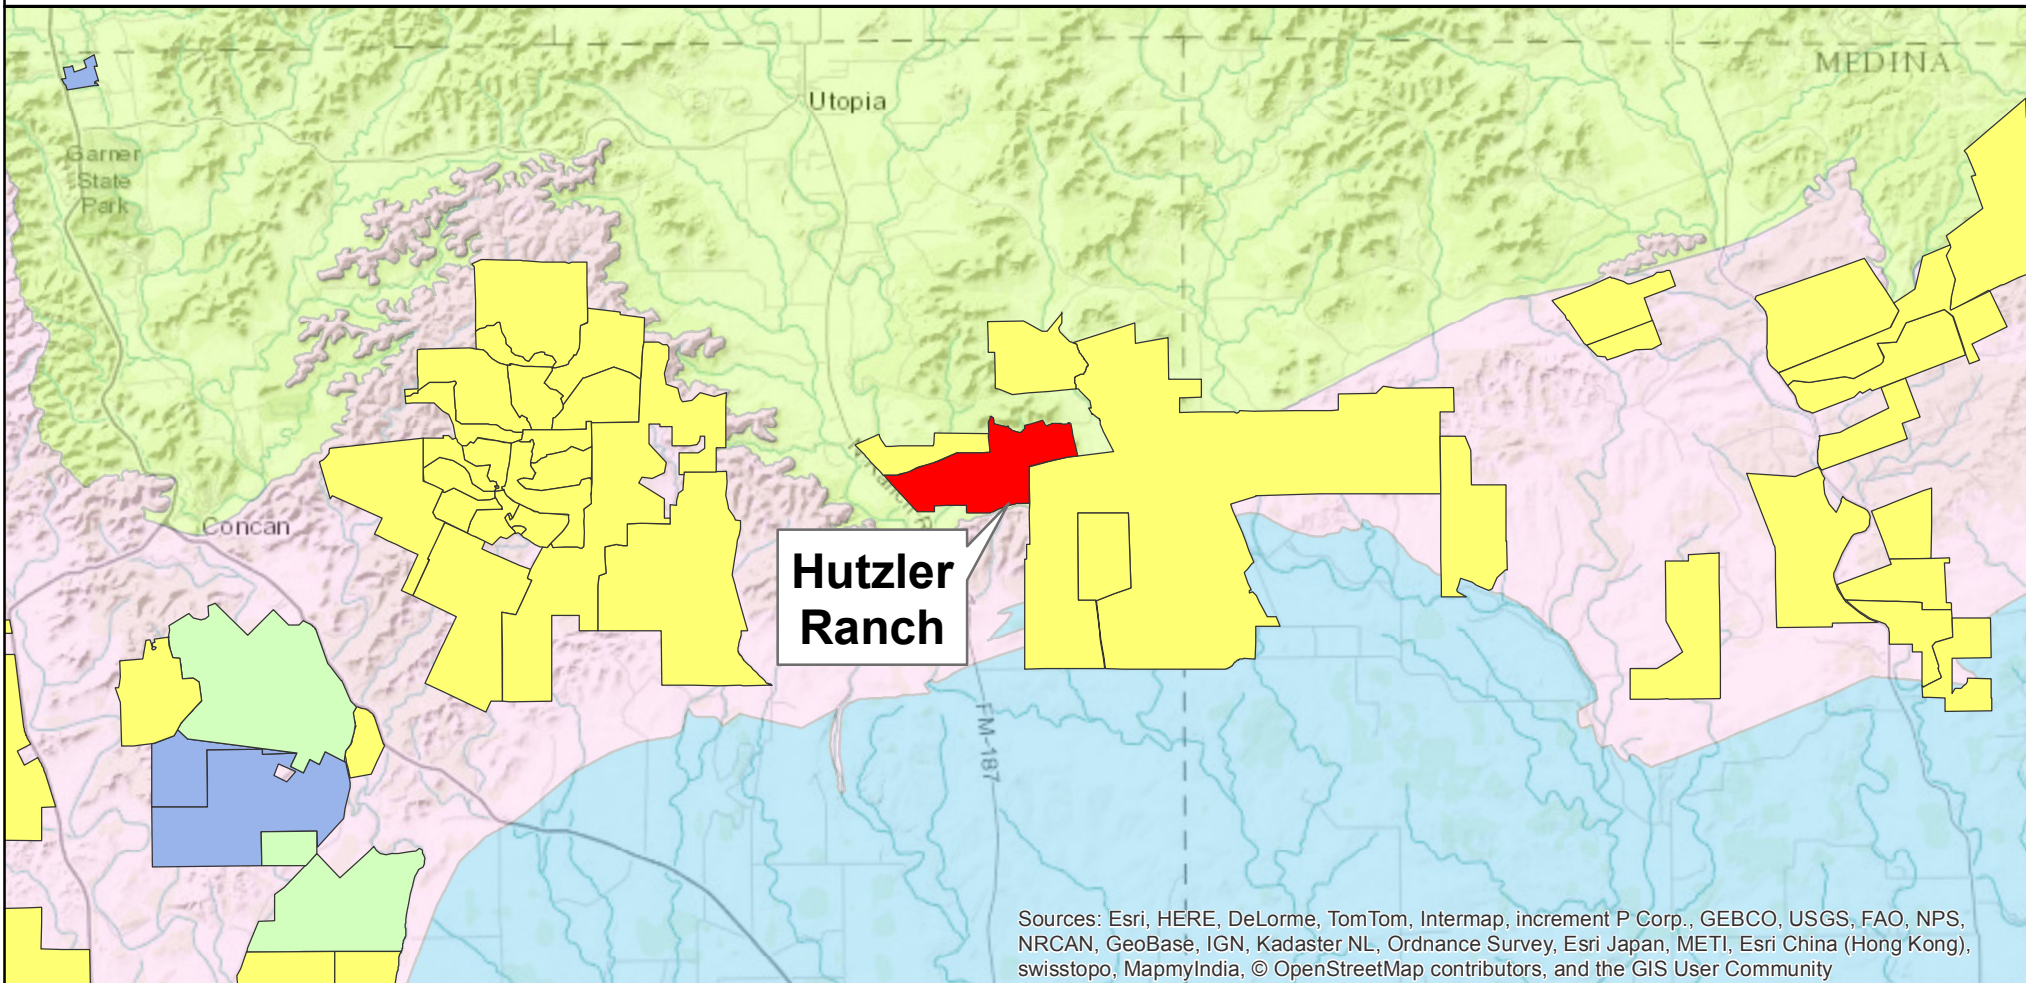 MEDINA
Utopia
Garner
State
Park
Concan
Hutzler
Ranch
FM-187
Sources: Esri, HERE, DeLorme, TomTom, Intermap, increment P Corp., GEBCO, USGS, FAO, NPS,
NRCAN, GeoBase, IGN, Kadaster NL, Ordnance Survey, Esri Japan, METI, Esri China (Hong Kong),
swisstopo, MapmyIndia, © OpenStreetMap contributors, and the GIS User Community